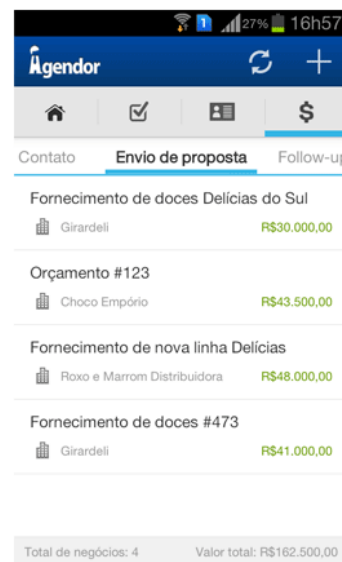 1 27% 16h57
Agendor
$
Contato Envio de proposta Follow-up
Fornecimento de doces Delícias do Sul
Girardeli R$30.000,00
Orçamento #123
Choco Empório R$43.500,00
Fornecimento de nova linha Delícias
Roxo e Marrom Distribuidora R$48.000,00
Fornecimento de doces #473
Girardeli R$41.000,00
Total de negócios: 4 Valor total: R$162.500,00